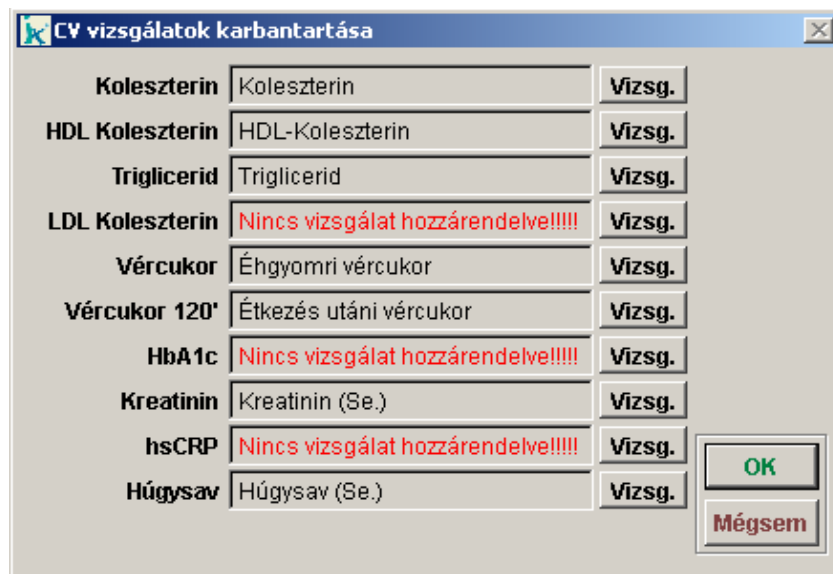 CV vizsgálatok karbantartása
Koleszterin Koleszterin Vizsg.
HDL Koleszterin HDL-Koleszterin Vizsg.
Triglicerid Triglicerid Vizsg.
LDL Koleszterin Nincs vizsgálat hozzárendelve!!!!! Vizsg.
Vércukor Éhgyomri vércukor Vizsg.
Vércukor 120' Étkezés utáni vércukor Vizsg.
HbA1c Nincs vizsgálat hozzárendelve!!!!! Vizsg.
Kreatinin Kreatinin (Se.) Vizsg.
hsCRP Nincs vizsgálat hozzárendelve!!!!! Vizsg.
Húgysav Húgysav (Se.) Vizsg.
OK
Mégsem